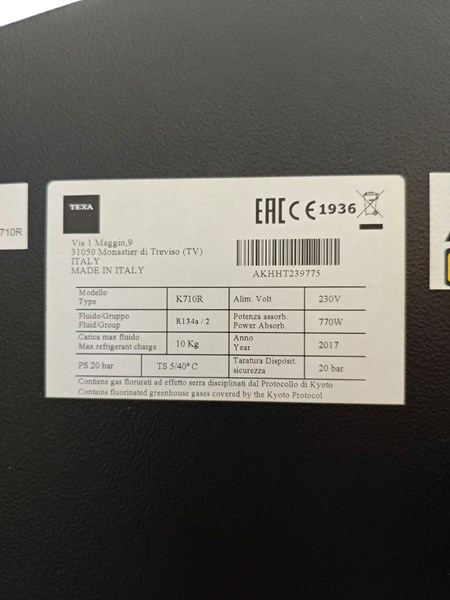 TEXA
EAC CE 1936
Via 1 Maggio,9
31050 Monastier di Treviso (TV)
ITALY
MADE IN ITALY
AKHHT239775
Modello
Type
K710R
Alim. Volt
230V
Fluido/Gruppo
Fluid/Group
R134a / 2
Potenza assorb.
Power Absorb.
770W
Carica max fluido
Max refrigerant charge
10 Kg
Anno
Year
2017
PS 20 bar
TS 5/40° C
Taratura Disposit.
sicurezza
20 bar
Contiene gas florurati ad effetto serra disciplinati dal Protocollo di Kyoto
Contains fluorinated greenhouse gases covered by the Kyoto Protocol
710R